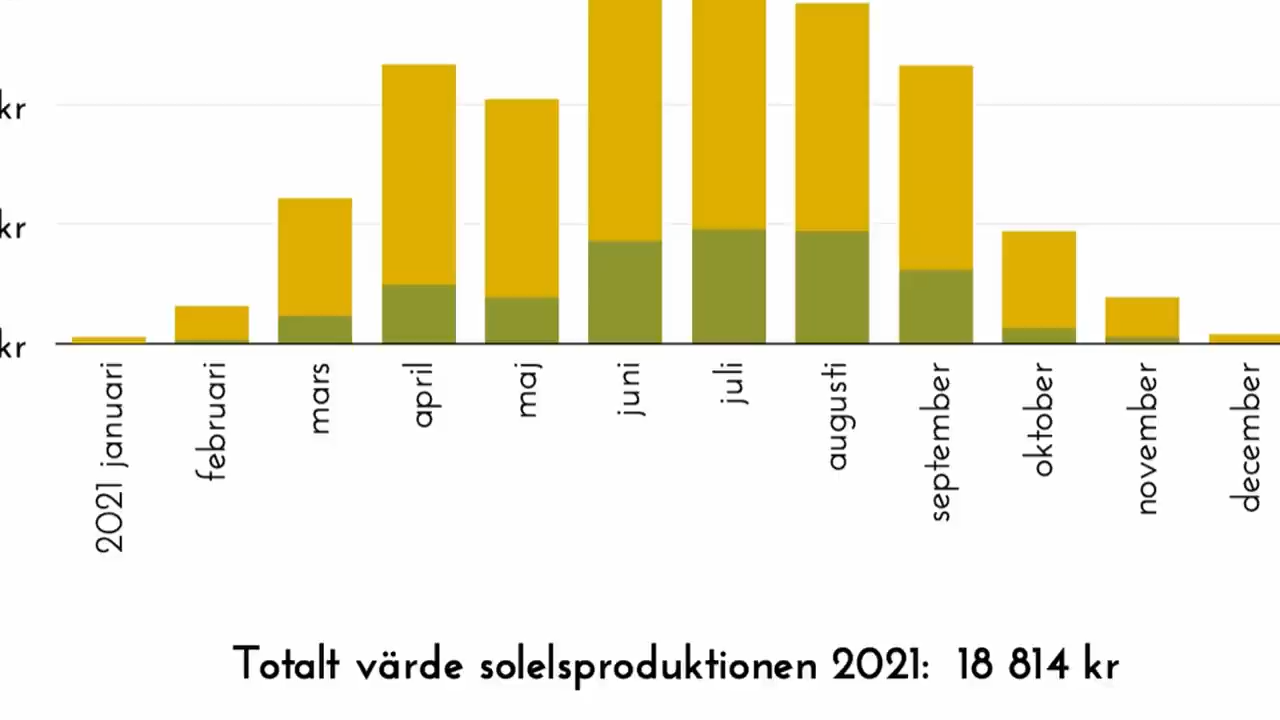 kr
kr
kr
2021 januari
februari
mars
april
maj
juni
juli
augusti
september
oktober
november
december
Totalt värde solelsproduktionen 2021: 18 814 kr